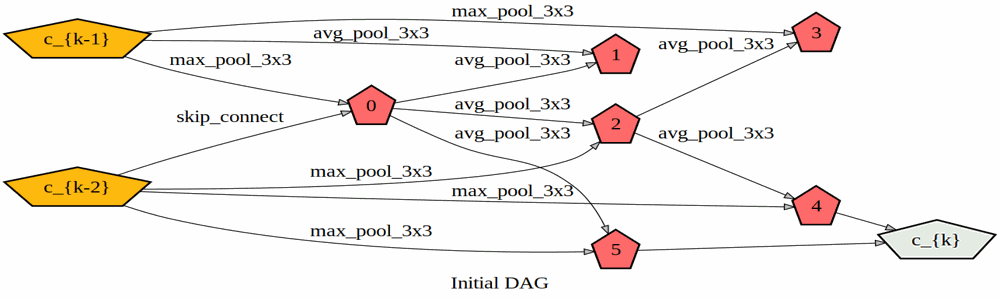 max_pool_3x3
3
c_{k-1}
avg_pool_3x3
avg_pool_3x3
1
max_pool_3x3
avg_pool_3x3
0
avg_pool_3x3
skip_connect
2
avg_pool_3x3
avg_pool_3x3
max_pool_3x3
c_{k-2}
max_pool_3x3
4
max_pool_3x3
5
c_{k}
Initial DAG